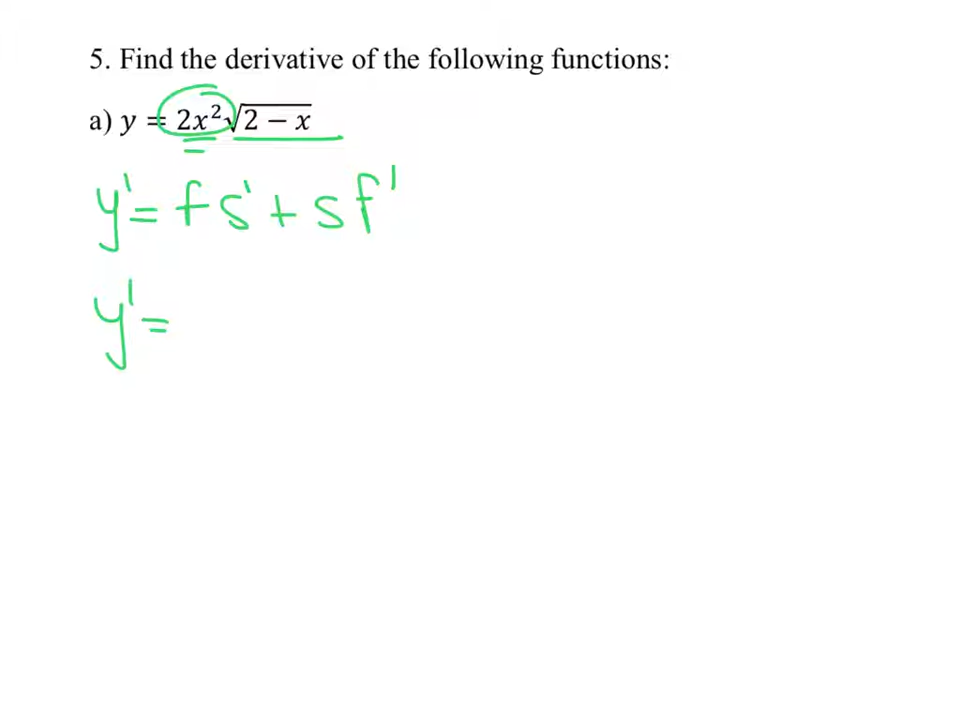 5. Find the derivative of the following functions:
a) y = 2x²√(2 − x)
y' = fs' + sf'
y' =